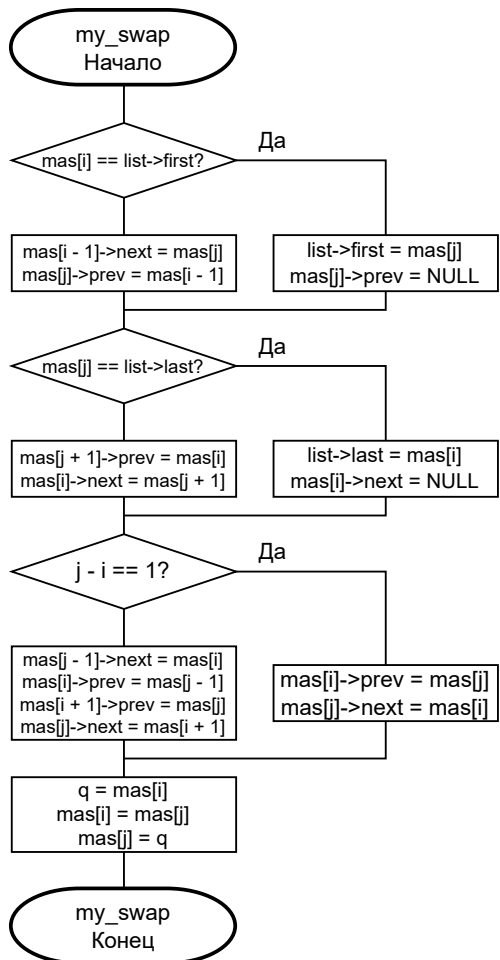 my_swap
Начало
mas[i] == list->first?
Да
mas[i - 1]->next = mas[j]
mas[j]->prev = mas[i - 1]
list->first = mas[j]
mas[j]->prev = NULL
mas[j] == list->last?
Да
mas[j + 1]->prev = mas[i]
mas[i]->next = mas[j + 1]
list->last = mas[i]
mas[i]->next = NULL
j - i == 1?
Да
mas[j - 1]->next = mas[i]
mas[i]->prev = mas[j - 1]
mas[i + 1]->prev = mas[j]
mas[j]->next = mas[i + 1]
mas[i]->prev = mas[j]
mas[j]->next = mas[i]
q = mas[i]
mas[i] = mas[j]
mas[j] = q
my_swap
Конец